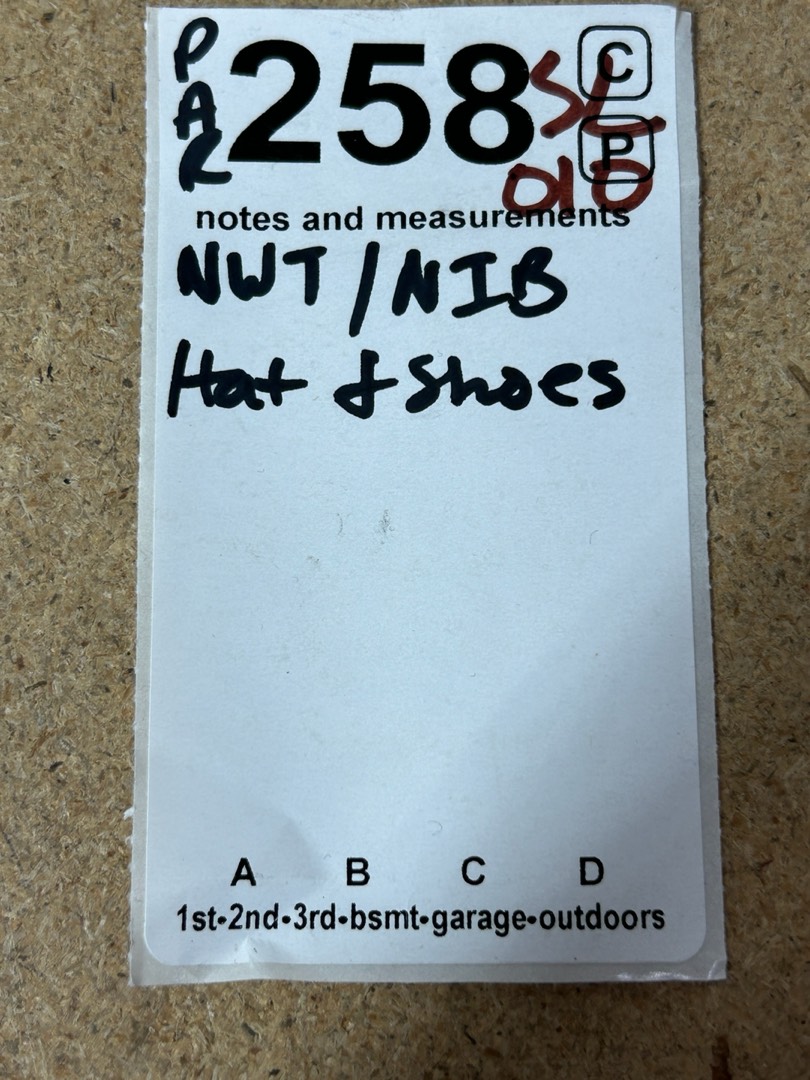 PAR
258
SL
C
P
010
notes and measurements
NWT/NIB
Hat & Shoes
A B C D
1st•2nd•3rd•bsmt•garage•outdoors